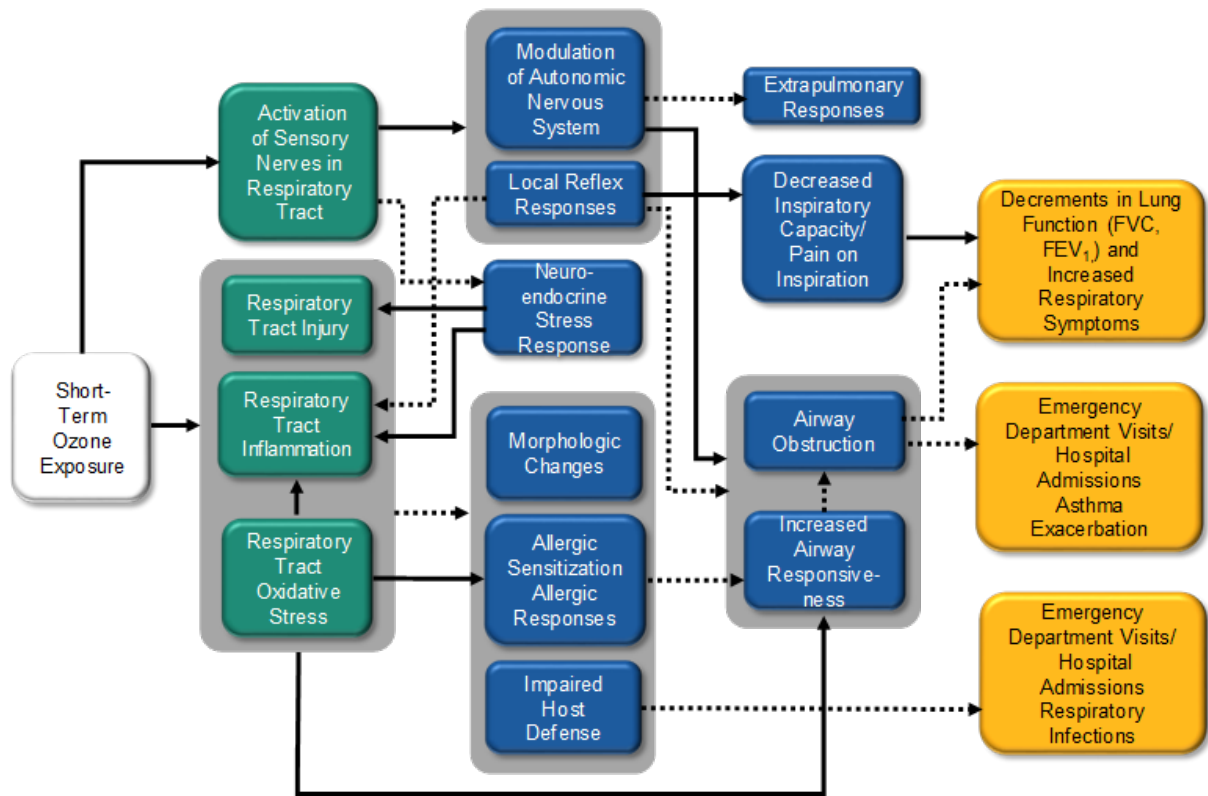 Short-
Term
Ozone
Exposure
Activation
of Sensory
Nerves in
Respiratory
Tract
Respiratory
Tract Injury
Respiratory
Tract
Inflammation
Respiratory
Tract
Oxidative
Stress
Modulation
of Autonomic
Nervous
System
Local Reflex
Responses
Neuro-
endocrine
Stress
Response
Morphologic
Changes
Allergic
Sensitization
Allergic
Responses
Impaired
Host
Defense
Extrapulmonary
Responses
Decreased
Inspiratory
Capacity/
Pain on
Inspiration
Airway
Obstruction
Increased
Airway
Responsive-
ness
Decrements in Lung
Function (FVC,
FEV1,) and
Increased
Respiratory
Symptoms
Emergency
Department Visits/
Hospital
Admissions
Asthma
Exacerbation
Emergency
Department Visits/
Hospital
Admissions
Respiratory
Infections